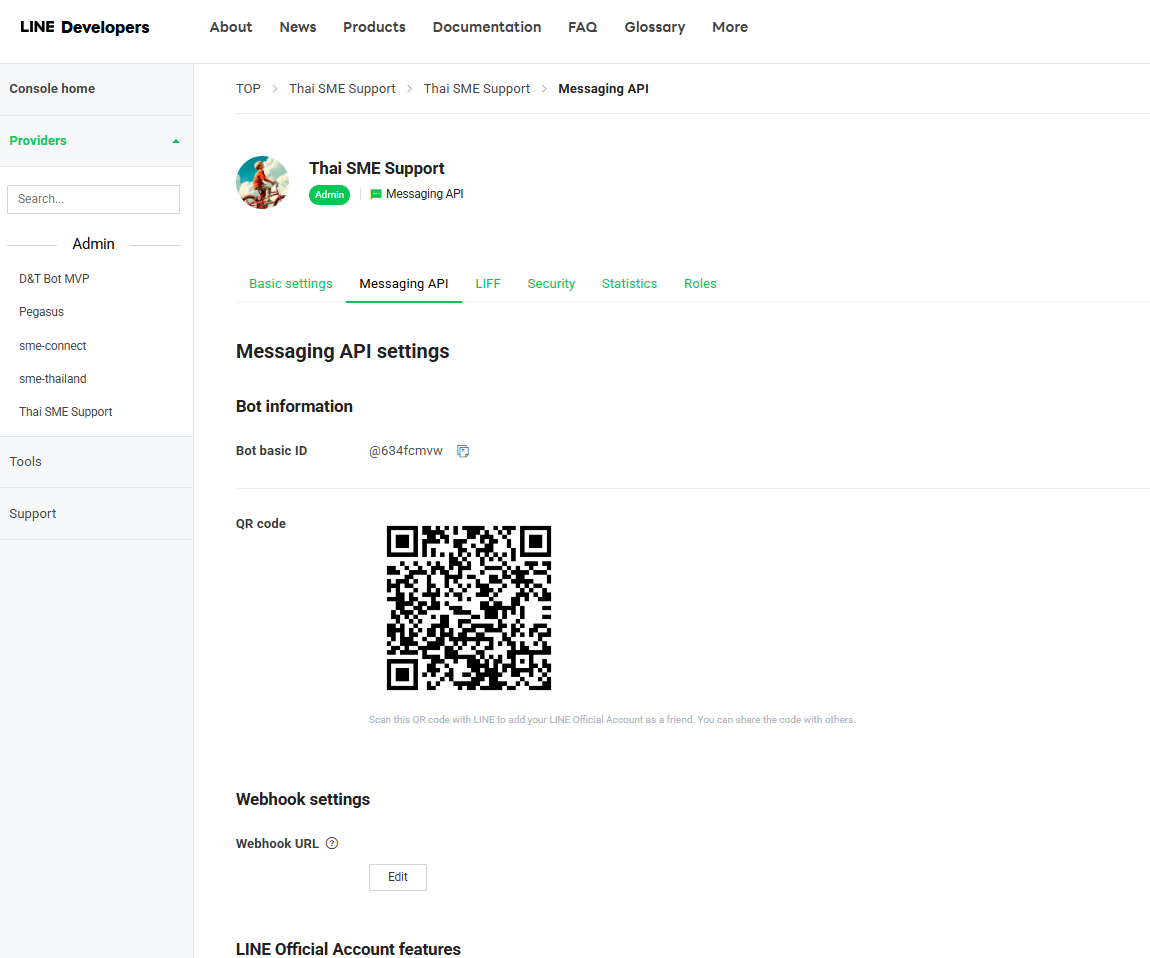 LINE Developers
About News Products Documentation FAQ Glossary More
Console home
Providers
Search...
Admin
D&T Bot MVP
Pegasus
sme-connect
sme-thailand
Thai SME Support
Tools
Support
TOP > Thai SME Support > Thai SME Support > Messaging API
Thai SME Support
Admin Messaging API
Basic settings Messaging API LIFF Security Statistics Roles
Messaging API settings
Bot information
Bot basic ID @634fcmvw
QR code
Scan this QR code with LINE to add your LINE Official Account as a friend. You can share the code with others.
Webhook settings
Webhook URL ?
Edit
LINE Official Account features